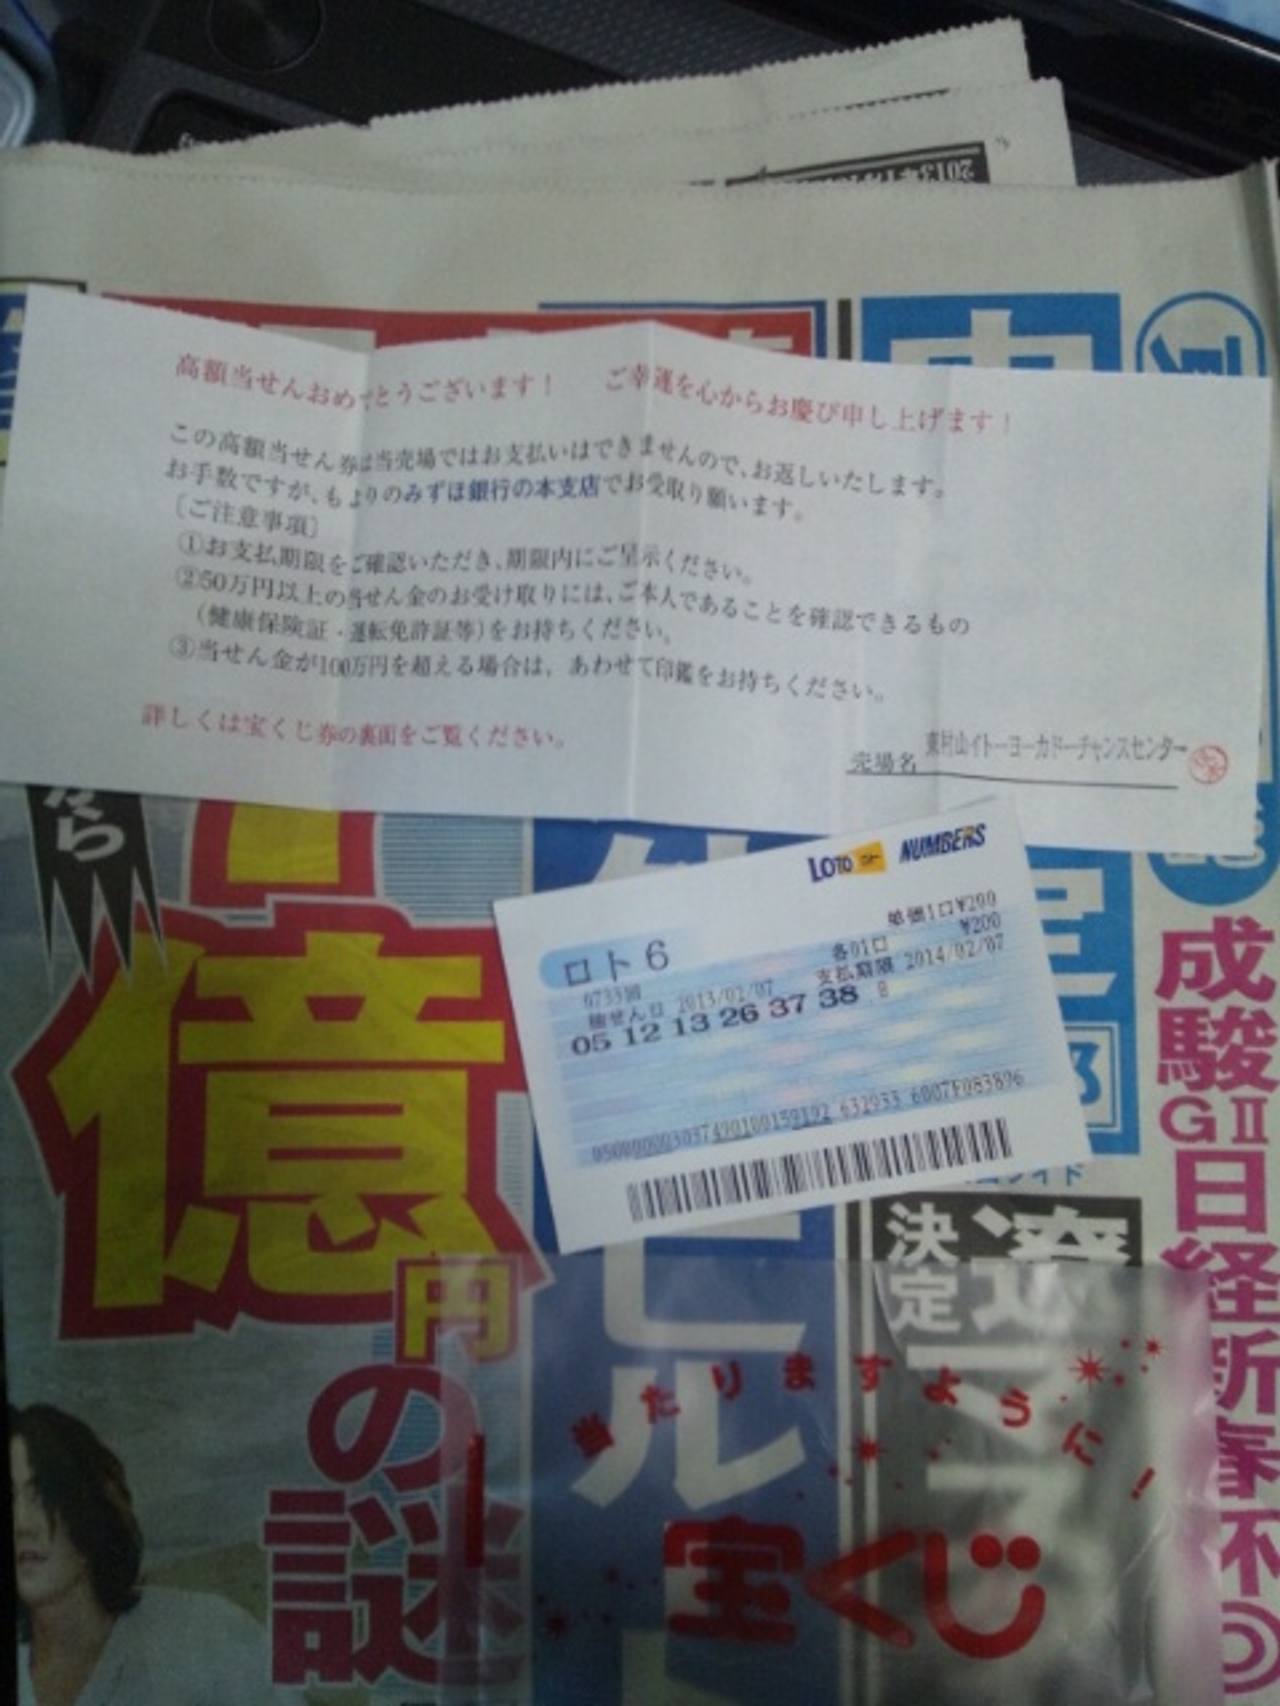 高額当せんおめでとうございます！　ご幸運を心からお慶び申し上げます！
この高額当せん券は当売場ではお支払いはできませんので、お返しいたします。
お手数ですが、もよりのみずほ銀行の本支店でお受取り願います。
〔ご注意事項〕
①お支払期限をご確認いただき、期限内にご呈示ください。
②50万円以上の当せん金のお受け取りには、ご本人であることを確認できるもの
（健康保険証・運転免許証等）をお持ちください。
③当せん金が100万円を超える場合は、あわせて印鑑をお持ちください。
詳しくは宝くじ券の裏面をご覧ください。
売場名 東村山イトーヨーカドーチャンスセンター
LOTO ロト NUMBERS
単価1口¥200
ロト6 各01口 ¥200
0733回 支払期限 2014/02/07
抽せん日 2013/02/07
05 12 13 26 37 38
632933
なら
億
円
の
謎
ヒル
決定
成駿GⅡ日経新春杯◎
当たりますように！
宝くじ